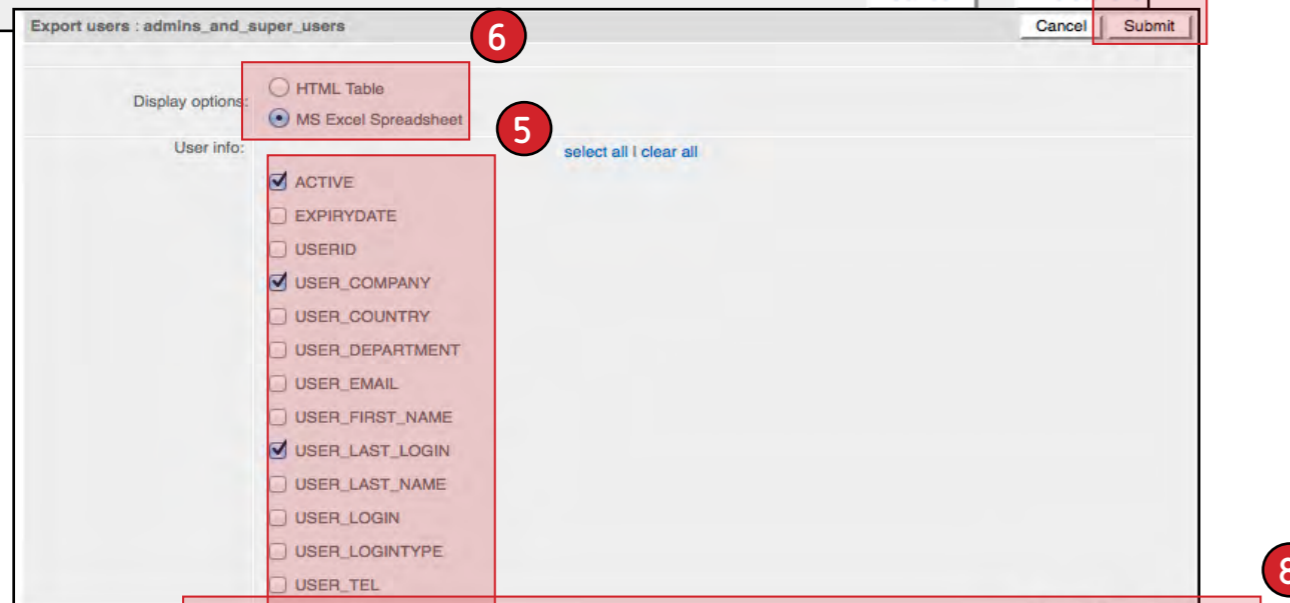 Export users : admins_and_super_users
Cancel
Submit
6
Display options:
HTML Table
MS Excel Spreadsheet
5
User info:
select all | clear all
ACTIVE
EXPIRYDATE
USERID
USER_COMPANY
USER_COUNTRY
USER_DEPARTMENT
USER_EMAIL
USER_FIRST_NAME
USER_LAST_LOGIN
USER_LAST_NAME
USER_LOGIN
USER_LOGINTYPE
USER_TEL
8